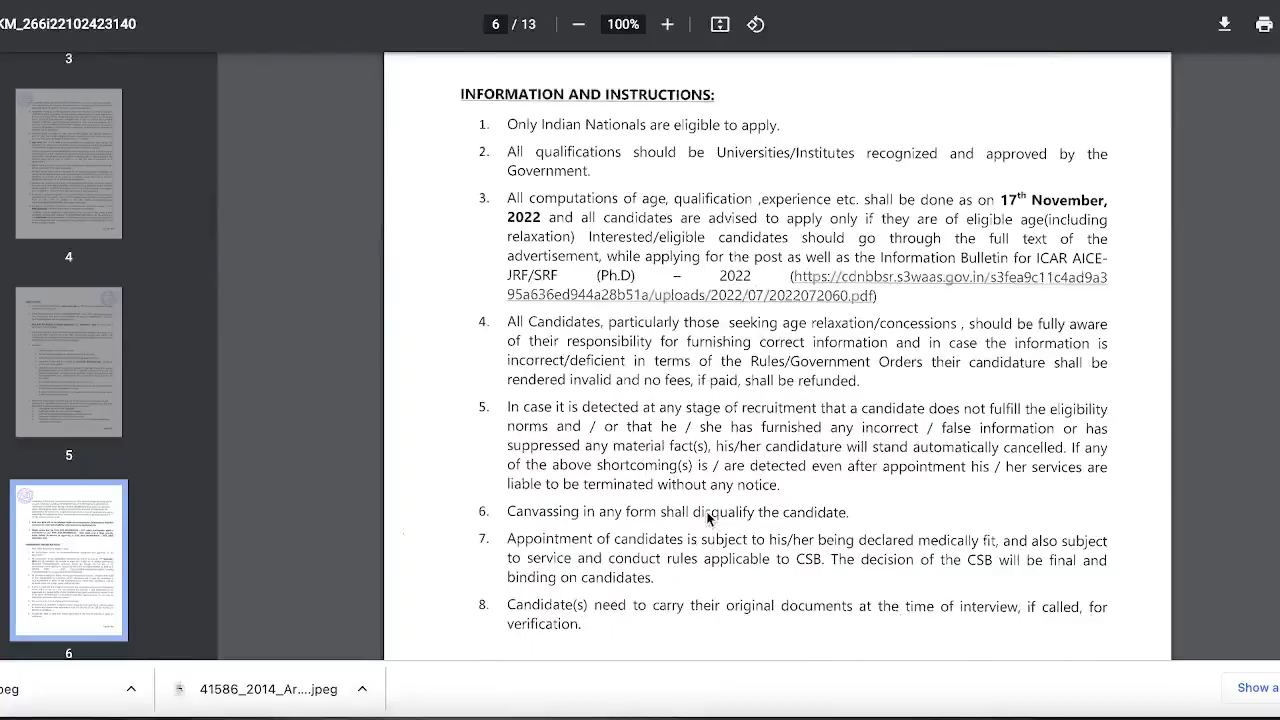 KM_266i22102423140
6 / 13
100%
3
4
5
6
INFORMATION AND INSTRUCTIONS:
1. Only Indian Nationals are eligible to apply.
2. All qualifications should be Universities/Institutes recognized and approved by the
Government.
3. All computations of age, qualification, experience etc. shall be done as on 17th November,
2022 and all candidates are advised to apply only if they are of eligible age(including
relaxation) Interested/eligible candidates should go through the full text of the
advertisement, while applying for the post as well as the Information Bulletin for ICAR AICE-
JRF/SRF (Ph.D) – 2022 (https://cdnbbsr.s3waas.gov.in/s3fea9c11c4ad9a3
944a28b51a/uploads/2022/07 72060.pdf)
candidates, particularly those seeking relaxation/concessions, should be fully aware
of their responsibility for furnishing correct information and in case the information is
incorrect/deficient in terms of the Govt. Orders, the candidature shall be
rendered invalid and no fees, if paid, shall be refunded.
5. In case it is detected at any stage of recruitment that a candidate does not fulfill the eligibility
norms and / or that he / she has furnished any incorrect / false information or has
suppressed any material fact(s), his/her candidature will stand automatically cancelled. If any
of the above shortcoming(s) is / are detected even after appointment his / her services are
liable to be terminated without any notice.
6. Canvassing in any form shall disqualify the candidate.
7. Appointment of candidates is subject to his/her being declared medically fit, and also subject
to service and conduct rules applicable in CSB. The decision of the CSB will be final and
binding on candidates.
8. Candidate(s) need to carry their documents at the time of interview, if called, for
verification.
peg
41586_2014_Ar....jpeg
Show a